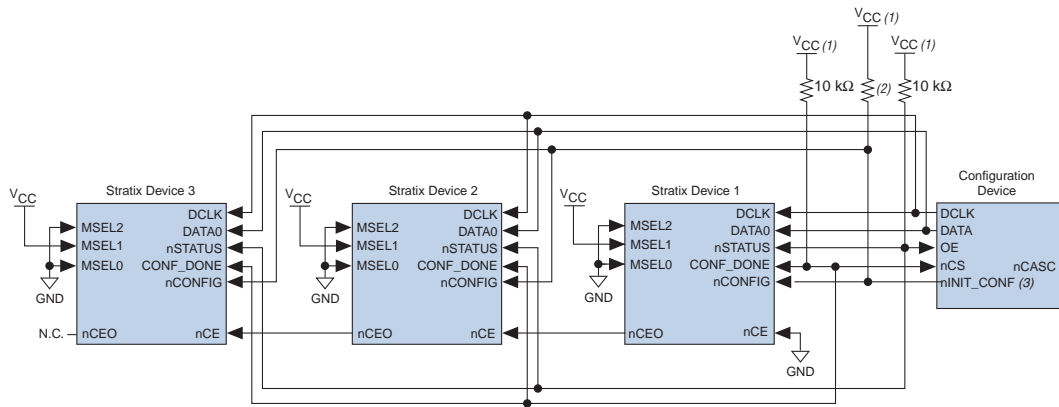 VCC (1)
VCC (1)
VCC (1)
10 kΩ
(2)
10 kΩ
VCC
Stratix Device 3
MSEL2
MSEL1
MSEL0
GND
DCLK
DATA0
nSTATUS
CONF_DONE
nCONFIG
N.C.
nCEO
nCE
VCC
Stratix Device 2
MSEL2
MSEL1
MSEL0
GND
DCLK
DATA0
nSTATUS
CONF_DONE
nCONFIG
nCEO
nCE
VCC
Stratix Device 1
MSEL2
MSEL1
MSEL0
GND
DCLK
DATA0
nSTATUS
CONF_DONE
nCONFIG
nCEO
nCE
GND
Configuration
Device
DCLK
DATA
OE
nCS
nCASC
nINIT_CONF (3)